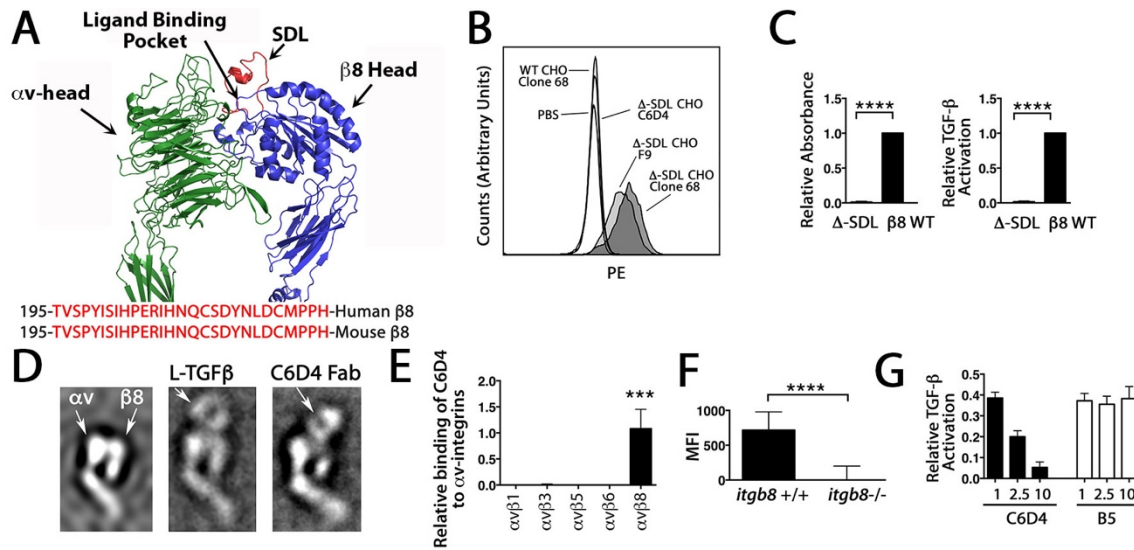 A
Ligand Binding
Pocket
SDL
αv-head
β8 Head
195-TVSPYISIHPERIHNQCSDYNLDCMPPH-Human β8
195-TVSPYISIHPERIHNQCSDYNLDCMPPH-Mouse β8
B
Counts (Arbitrary Units)
WT CHO
Clone 68
PBS
Δ-SDL CHO
C6D4
Δ-SDL CHO
F9
Δ-SDL CHO
Clone 68
PE
C
Relative Absorbance
1.5
1.0
0.5
0.0
****
Δ-SDL β8 WT
Relative TGF-β
Activation
1.5
1.0
0.5
0.0
****
Δ-SDL β8 WT
D
αv β8
L-TGFβ
C6D4 Fab
E
Relative binding of C6D4
to αv-integrins
2.0
1.5
1.0
0.5
0.0
***
αvβ1
αvβ3
αvβ5
αvβ6
αvβ8
F
MFI
1000
500
0
****
itgb8 +/+ itgb8-/-
G
Relative TGF-β
Activation
0.5
0.4
0.3
0.2
0.1
0.0
1 2.5 10 1 2.5 10
C6D4 B5